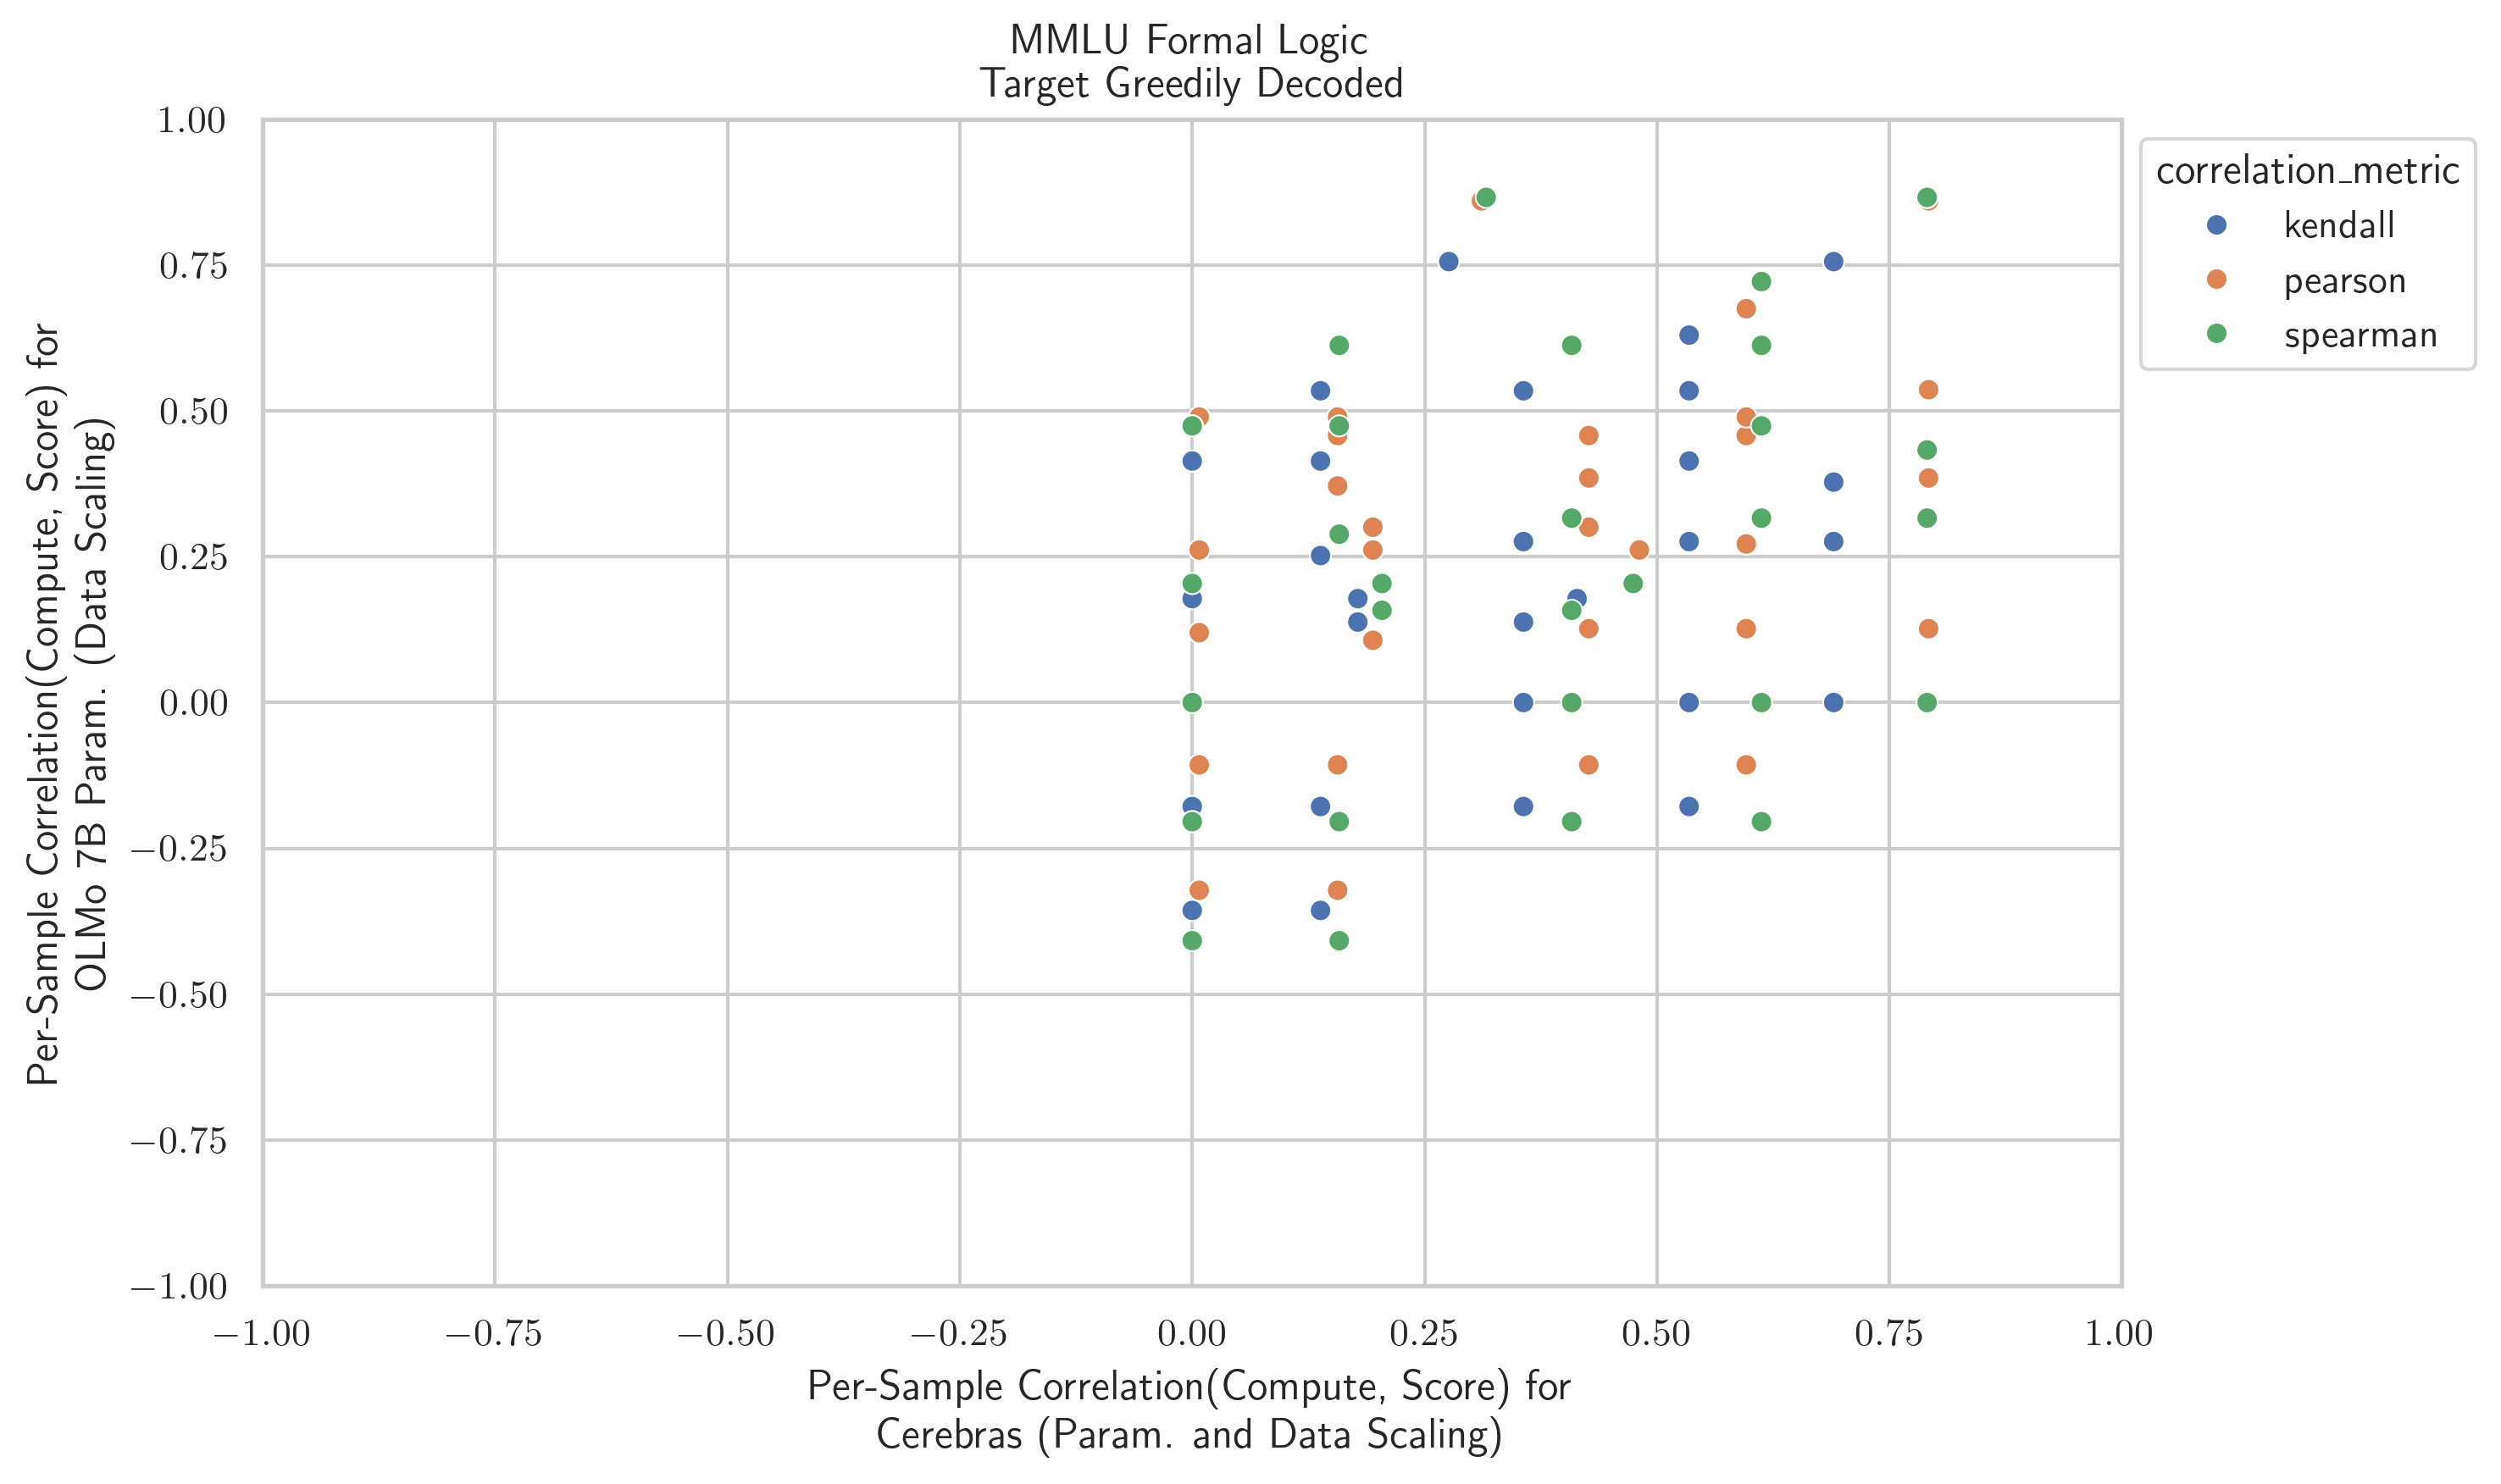 MMLU Formal Logic
Target Greedily Decoded
correlation_metric
kendall
pearson
spearman
Per-Sample Correlation(Compute, Score) for
OLMo 7B Param. (Data Scaling)
1.00
0.75
0.50
0.25
0.00
−0.25
−0.50
−0.75
−1.00
−1.00 −0.75 −0.50 −0.25 0.00 0.25 0.50 0.75 1.00
Per-Sample Correlation(Compute, Score) for
Cerebras (Param. and Data Scaling)